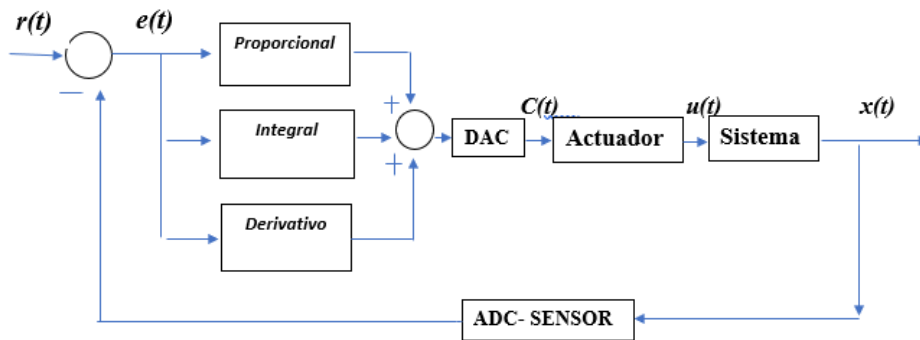 r(t)
e(t)
Proporcional
Integral
Derivativo
−
+
+
DAC
C(t)
Actuador
u(t)
Sistema
x(t)
ADC- SENSOR